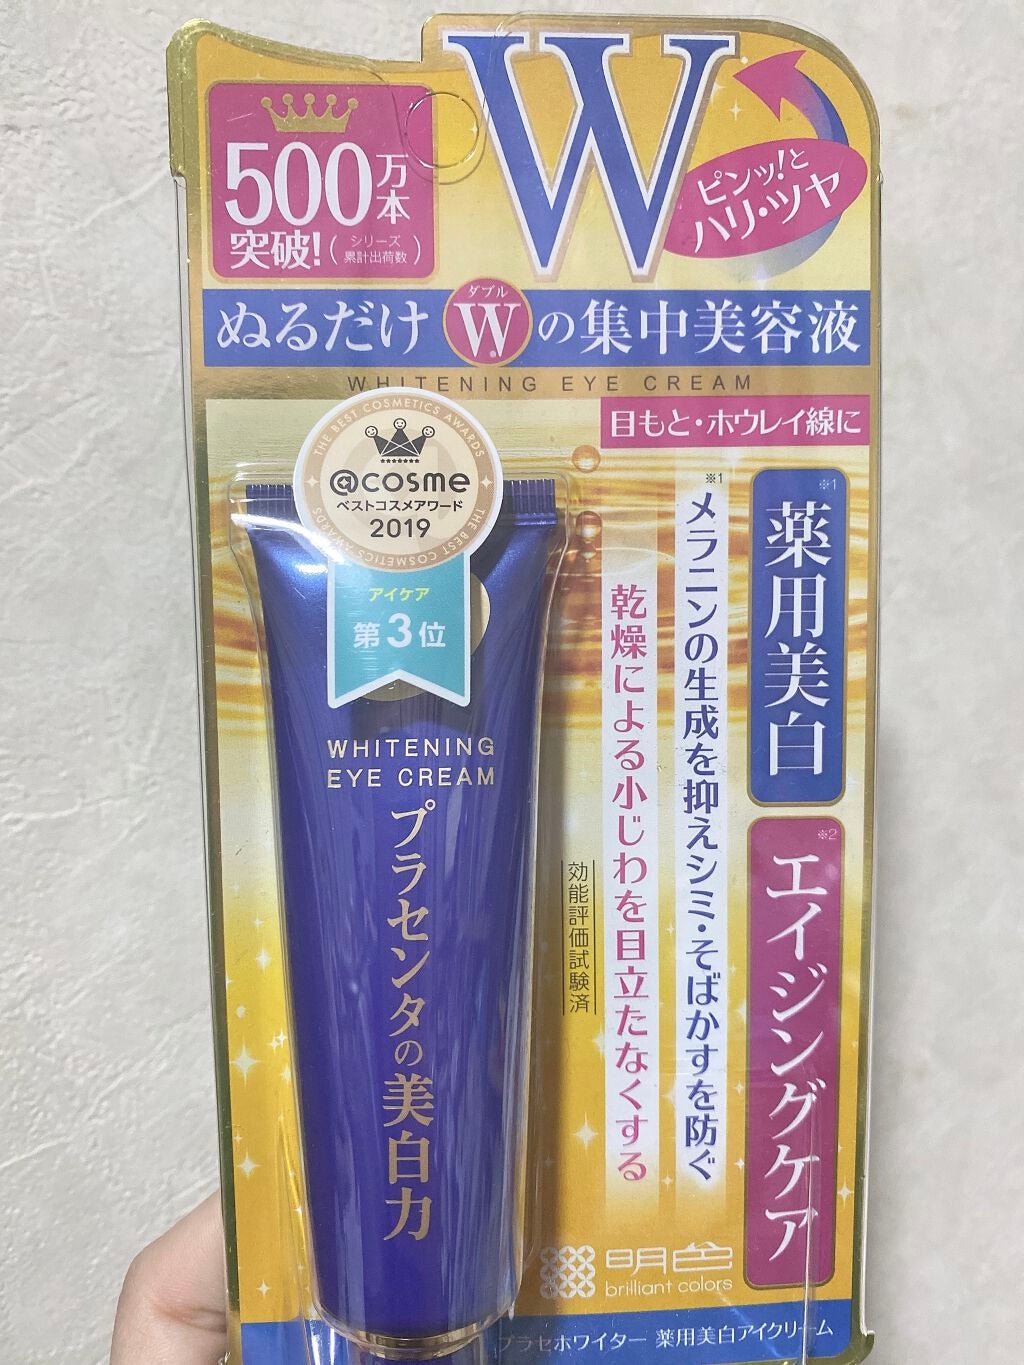 500万本
突破!(シリーズ累計出荷数)
W
ピンッ!と
ハリ・ツヤ
ダブル
ぬるだけW.の集中美容液
WHITENING EYE CREAM
目もと・ホウレイ線に
THE BEST COSMETICS AWARDS
@cosme
ベストコスメアワード
2019
THE BEST COSMETICS AWARDS
アイケア
第3位
WHITENING
EYE CREAM
プラセンタの美白力
※1
薬用美白
※1
メラニンの生成を抑えシミ・そばかすを防ぐ
乾燥による小じわを目立たなくする
効能評価試験済
※2
エイジングケア
明色
brilliant colors
プラセホワイター 薬用美白アイクリーム